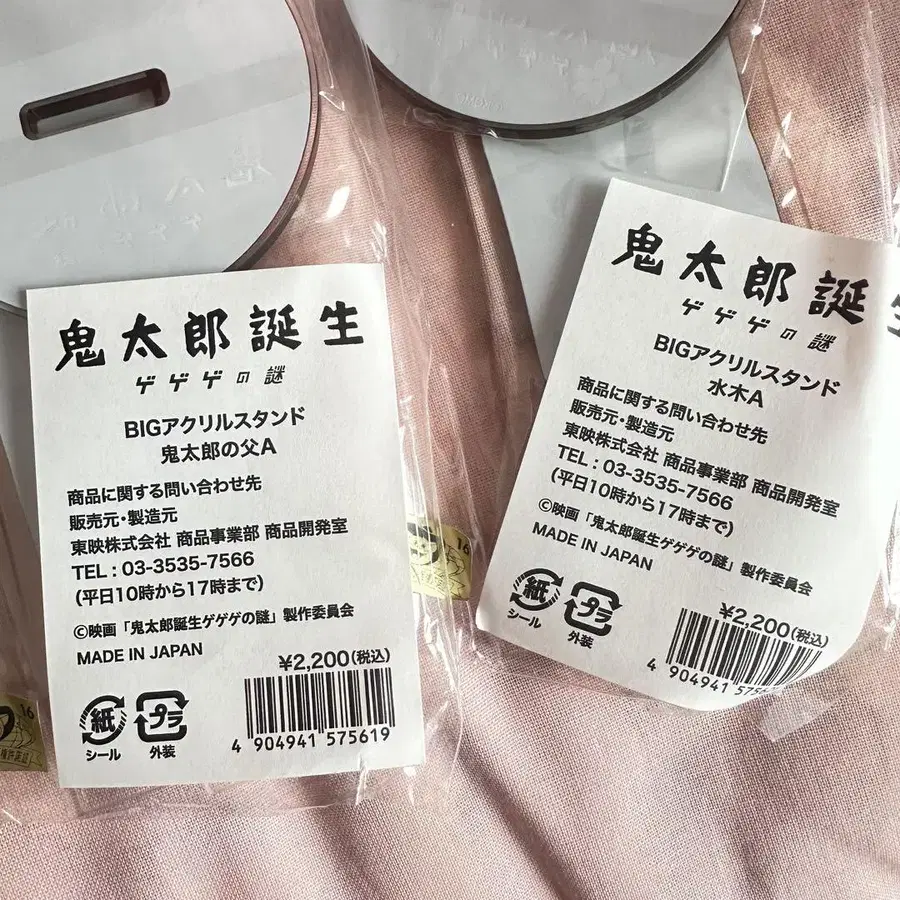 鬼太郎誕生
ゲゲゲの謎
BIGアクリルスタンド
鬼太郎の父A
商品に関する問い合わせ先
販売元・製造元
東映株式会社 商品事業部 商品開発室
TEL : 03-3535-7566
(平日10時から17時まで)
©映画「鬼太郎誕生ゲゲゲの謎」製作委員会
MADE IN JAPAN
¥2,200(税込)
紙
シール
プラ
外装
4 904941 575619
16
鬼太郎誕生
ゲゲゲの謎
BIGアクリルスタンド
水木A
商品に関する問い合わせ先
販売元・製造元
東映株式会社 商品事業部 商品開発室
TEL : 03-3535-7566
(平日10時から17時まで)
©映画「鬼太郎誕生ゲゲゲの謎」製作委員会
MADE IN JAPAN
¥2,200(税込)
紙
シール
プラ
外装
4 904941
16